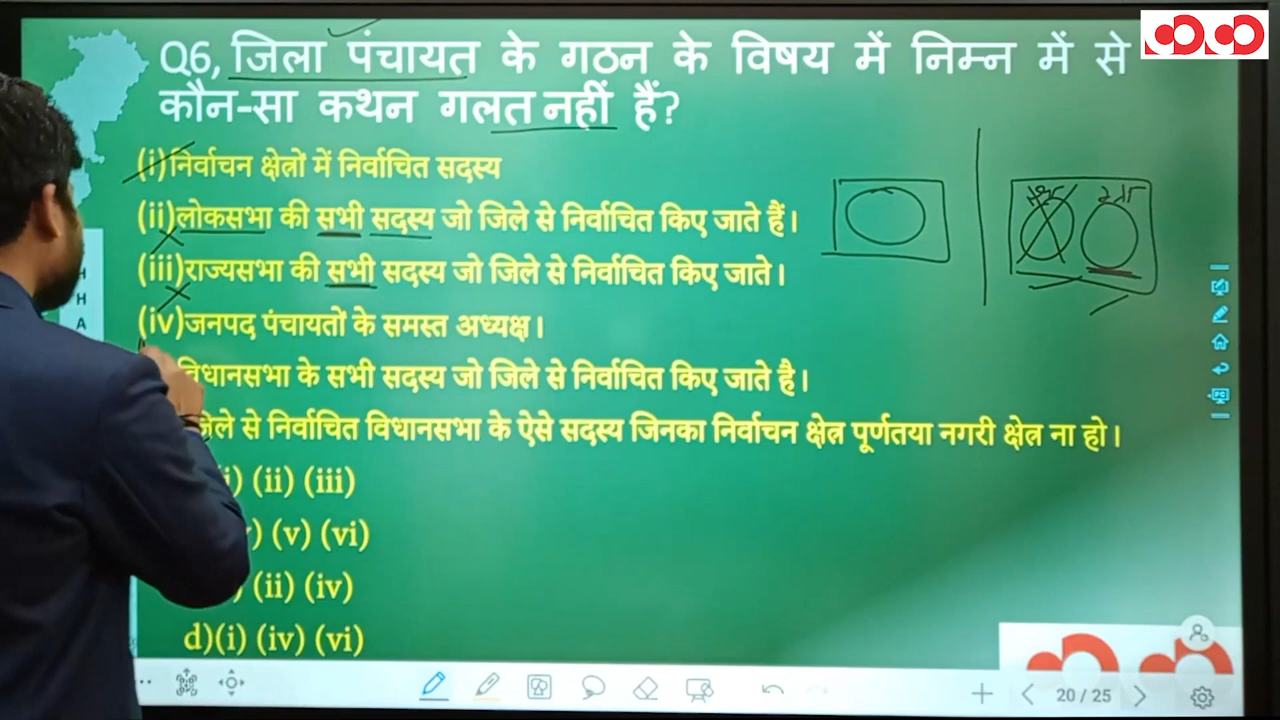 Q6, जिला पंचायत के गठन के विषय में निम्न में से
कौन-सा कथन गलत नहीं हैं?
(i)निर्वाचन क्षेत्रों में निर्वाचित सदस्य
(ii)लोकसभा की सभी सदस्य जो जिले से निर्वाचित किए जाते हैं।
(iii)राज्यसभा की सभी सदस्य जो जिले से निर्वाचित किए जाते।
(iv)जनपद पंचायतों के समस्त अध्यक्ष।
विधानसभा के सभी सदस्य जो जिले से निर्वाचित किए जाते है।
जिले से निर्वाचित विधानसभा के ऐसे सदस्य जिनका निर्वाचन क्षेत्र पूर्णतया नगरी क्षेत्र ना हो।
(ii) (iii)
(v) (vi)
(ii) (iv)
d)(i) (iv) (vi)
H
A
20 / 25